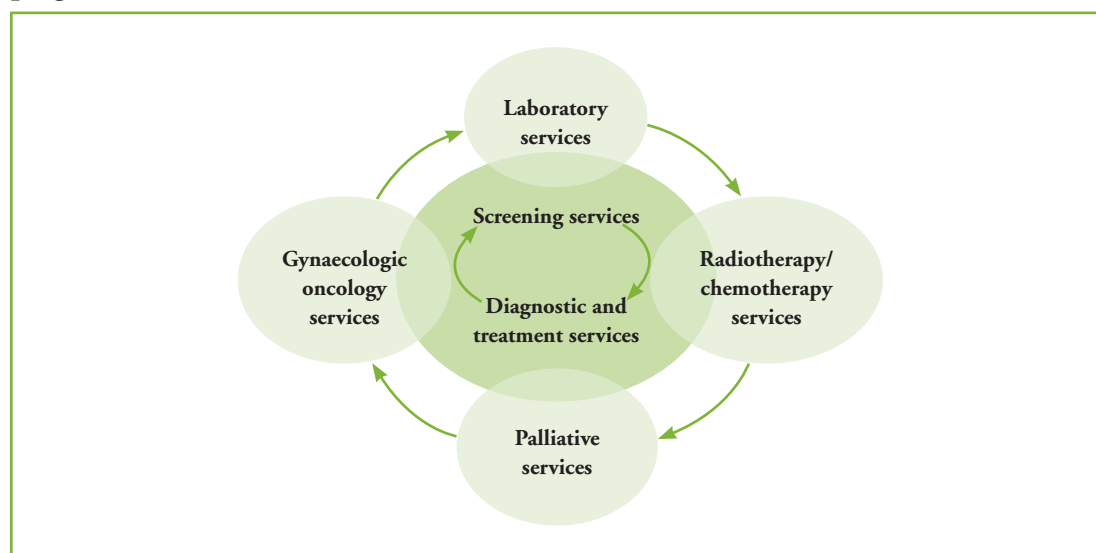 Laboratory
services
Screening services
Gynaecologic
oncology
services
Radiotherapy/
chemotherapy
services
Diagnostic and
treatment services
Palliative
services